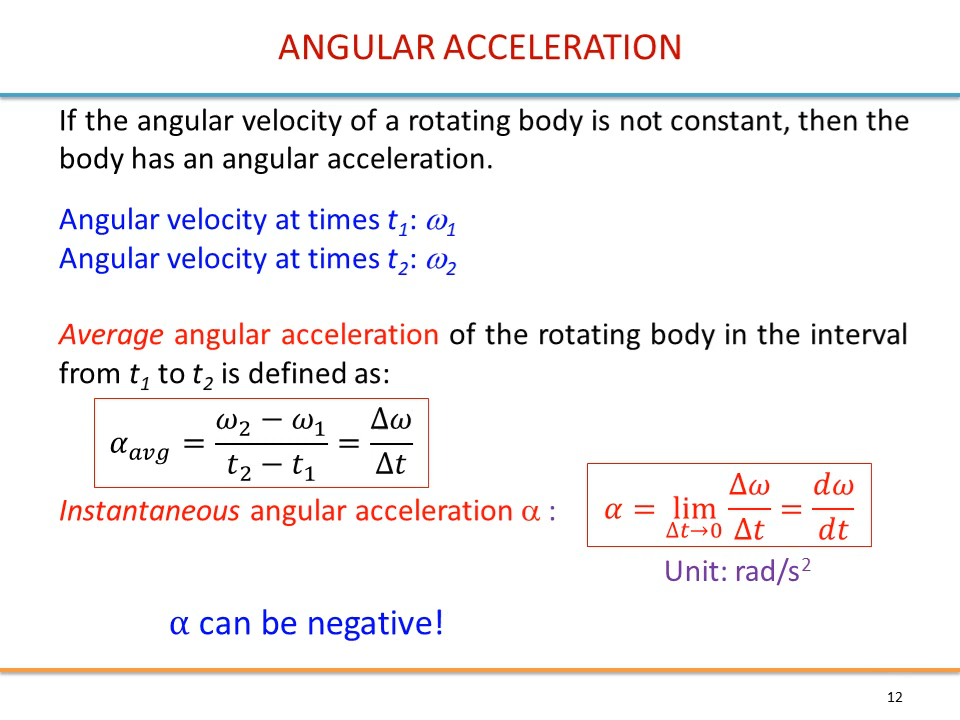 ANGULAR ACCELERATION
If the angular velocity of a rotating body is not constant, then the
body has an angular acceleration.
Angular velocity at times t₁: ω₁
Angular velocity at times t₂: ω₂
Average angular acceleration of the rotating body in the interval
from t₁ to t₂ is defined as:
α_avg = (ω₂ − ω₁)/(t₂ − t₁) = Δω/Δt
Instantaneous angular acceleration α :
α = lim_{Δt→0} Δω/Δt = dω/dt
Unit: rad/s²
α can be negative!
12